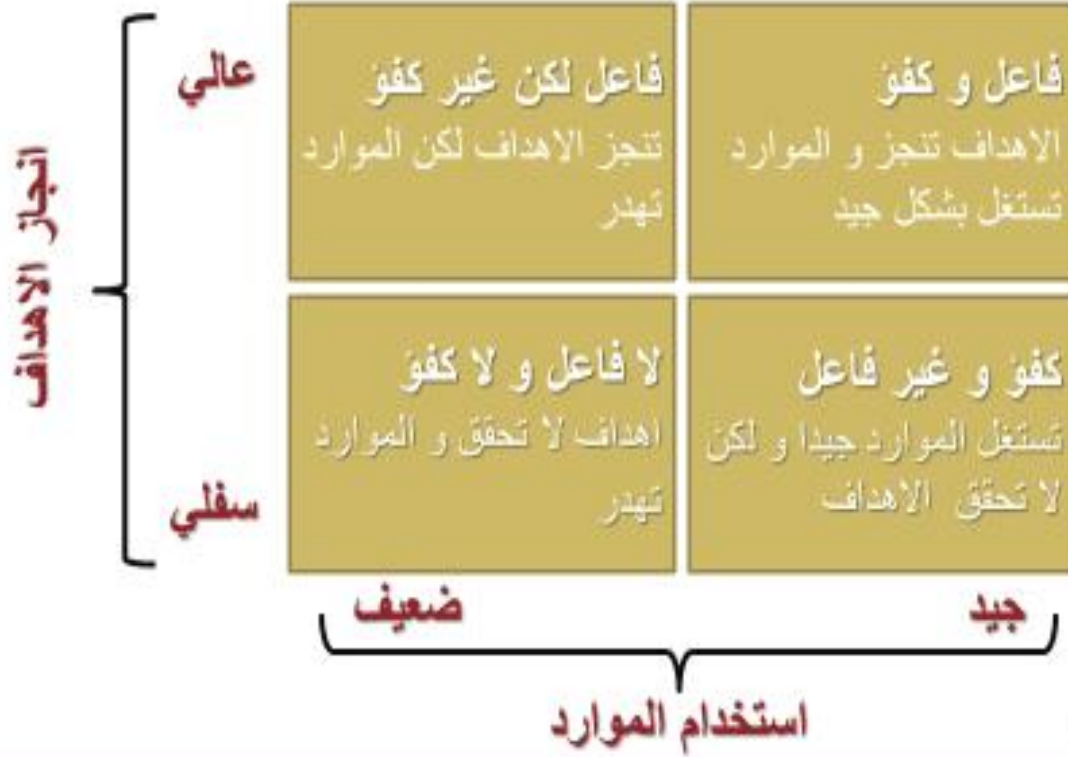 انجاز الاهداف
عالي
سفلي
فاعل و كفؤ
الاهداف تنجز و الموارد
تستغل بشكل جيد
فاعل لكن غير كفؤ
تنجز الاهداف لكن الموارد
تهدر
كفؤ و غير فاعل
تستغل الموارد جيدا و لكن
لا تحقق الاهداف
لا فاعل و لا كفؤ
اهداف لا تحقق و الموارد
تهدر
جيد
ضعيف
استخدام الموارد